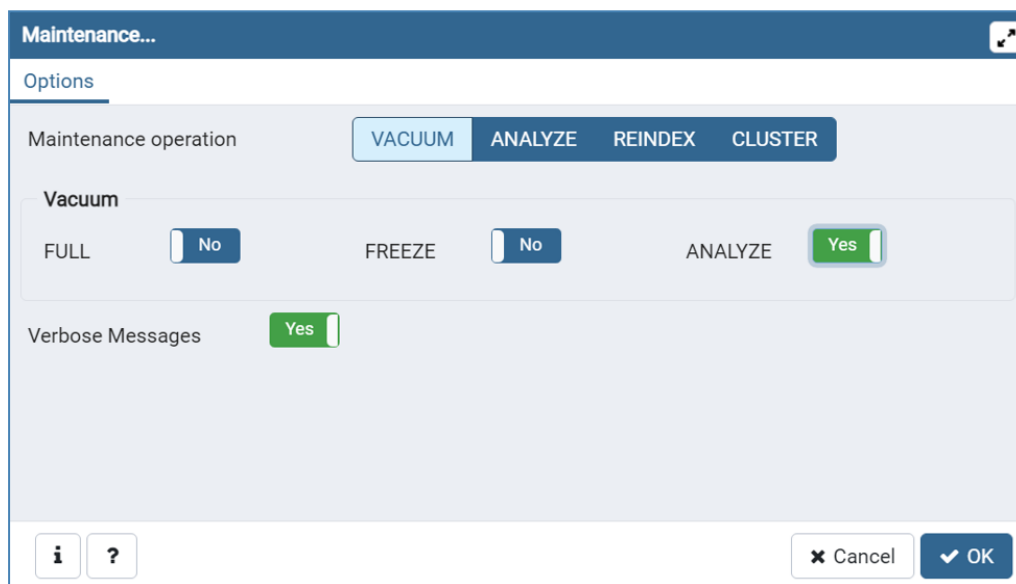 Maintenance...
Options
Maintenance operation VACUUM ANALYZE REINDEX CLUSTER
Vacuum
FULL No FREEZE No ANALYZE Yes
Verbose Messages Yes
i ? Cancel OK